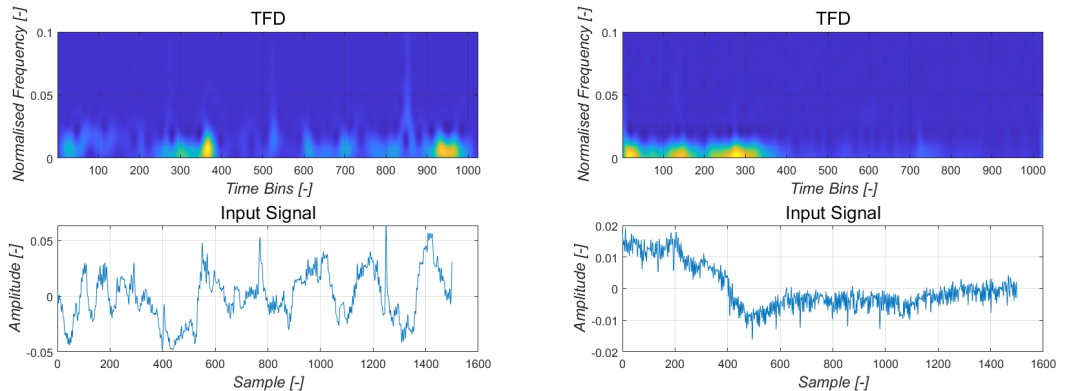 TFD
Normalised Frequency [-]
0.1
0.05
0
100 200 300 400 500 600 700 800 900 1000
Time Bins [-]
Input Signal
Amplitude [-]
0.05
0
-0.05
0 200 400 600 800 1000 1200 1400 1600
Sample [-]
TFD
Normalised Frequency [-]
0.1
0.05
0
100 200 300 400 500 600 700 800 900 1000
Time Bins [-]
Input Signal
Amplitude [-]
0.02
0.01
0
-0.01
-0.02
0 200 400 600 800 1000 1200 1400 1600
Sample [-]